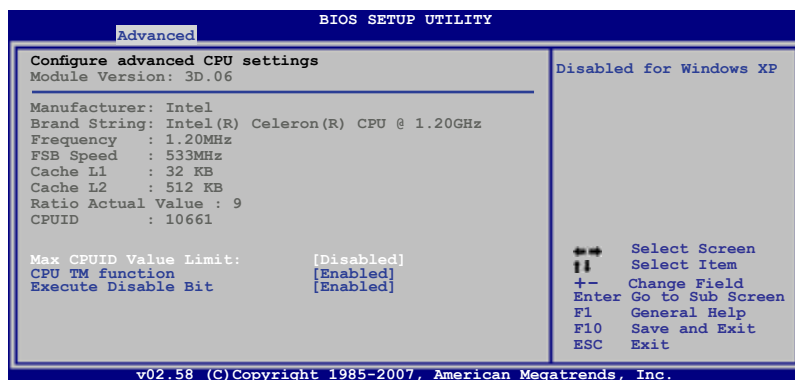 BIOS SETUP UTILITY
Advanced
Configure advanced CPU settings
Module Version: 3D.06
Manufacturer: Intel
Brand String: Intel(R) Celeron(R) CPU @ 1.20GHz
Frequency : 1.20MHz
FSB Speed : 533MHz
Cache L1 : 32 KB
Cache L2 : 512 KB
Ratio Actual Value : 9
CPUID : 10661
Max CPUID Value Limit: [Disabled]
CPU TM function [Enabled]
Execute Disable Bit [Enabled]
Disabled for Windows XP
Select Screen
Select Item
+- Change Field
Enter Go to Sub Screen
F1 General Help
F10 Save and Exit
ESC Exit
v02.58 (C)Copyright 1985-2007, American Megatrends, Inc.